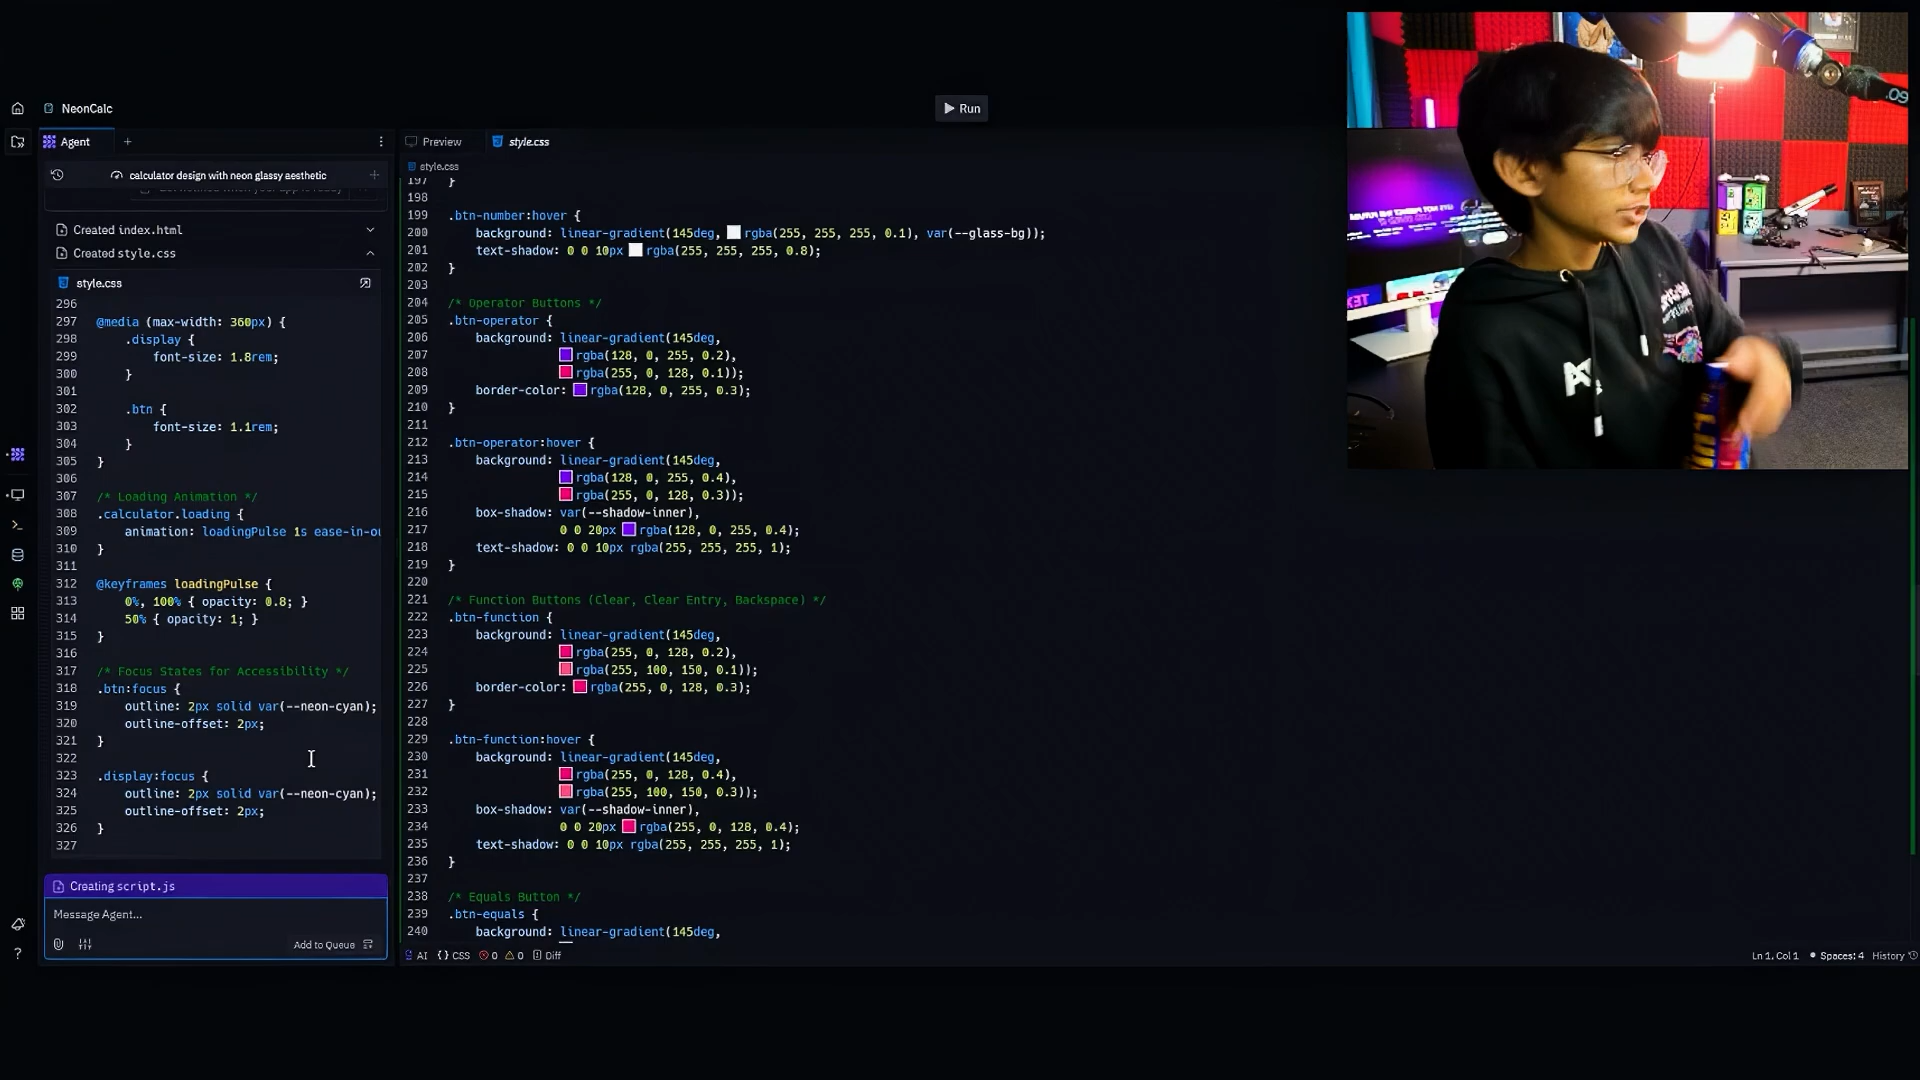 NeonCalc
Run
Agent
calculator design with neon glassy aesthetic
Created index.html
Created style.css
style.css
296
297 @media (max-width: 360px) {
298 .display {
299 font-size: 1.8rem;
300 }
301
302 .btn {
303 font-size: 1.1rem;
304 }
305 }
306
307 /* Loading Animation */
308 .calculator.loading {
309 animation: loadingPulse 1s ease-in-ou
310 }
311
312 @keyframes loadingPulse {
313 0%, 100% { opacity: 0.8; }
314 50% { opacity: 1; }
315 }
316
317 /* Focus States for Accessibility */
318 .btn:focus {
319 outline: 2px solid var(--neon-cyan);
320 outline-offset: 2px;
321 }
322
323 .display:focus {
324 outline: 2px solid var(--neon-cyan);
325 outline-offset: 2px;
326 }
327
Creating script.js
Message Agent...
Add to Queue
Preview
style.css
style.css
197 }
198
199 .btn-number:hover {
200 background: linear-gradient(145deg, rgba(255, 255, 255, 0.1), var(--glass-bg));
201 text-shadow: 0 0 10px rgba(255, 255, 255, 0.8);
202 }
203
204 /* Operator Buttons */
205 .btn-operator {
206 background: linear-gradient(145deg,
207 rgba(128, 0, 255, 0.2),
208 rgba(255, 0, 128, 0.1));
209 border-color: rgba(128, 0, 255, 0.3);
210 }
211
212 .btn-operator:hover {
213 background: linear-gradient(145deg,
214 rgba(128, 0, 255, 0.4),
215 rgba(255, 0, 128, 0.3));
216 box-shadow: var(--shadow-inner),
217 0 0 20px rgba(128, 0, 255, 0.4);
218 text-shadow: 0 0 10px rgba(255, 255, 255, 1);
219 }
220
221 /* Function Buttons (Clear, Clear Entry, Backspace) */
222 .btn-function {
223 background: linear-gradient(145deg,
224 rgba(255, 0, 128, 0.2),
225 rgba(255, 100, 150, 0.1));
226 border-color: rgba(255, 0, 128, 0.3);
227 }
228
229 .btn-function:hover {
230 background: linear-gradient(145deg,
231 rgba(255, 0, 128, 0.4),
232 rgba(255, 100, 150, 0.3));
233 box-shadow: var(--shadow-inner),
234 0 0 20px rgba(255, 0, 128, 0.4);
235 text-shadow: 0 0 10px rgba(255, 255, 255, 1);
236 }
237
238 /* Equals Button */
239 .btn-equals {
240 background: linear-gradient(145deg,
AI {} CSS 0 0 Diff
Ln 1, Col 1 Spaces: 4 History